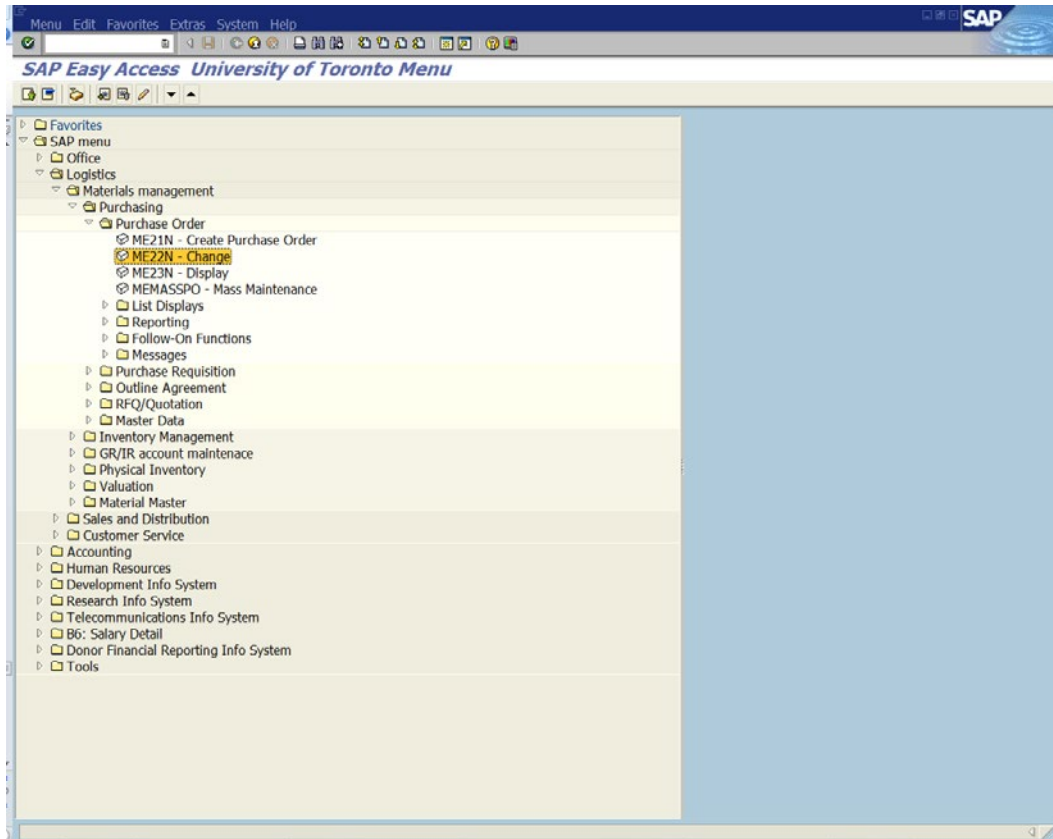 Menu Edit Favorites Extras System Help
SAP
SAP Easy Access University of Toronto Menu
Favorites
SAP menu
Office
Logistics
Materials management
Purchasing
Purchase Order
ME21N - Create Purchase Order
ME22N - Change
ME23N - Display
MEMASSPO - Mass Maintenance
List Displays
Reporting
Follow-On Functions
Messages
Purchase Requisition
Outline Agreement
RFQ/Quotation
Master Data
Inventory Management
GR/IR account maintenace
Physical Inventory
Valuation
Material Master
Sales and Distribution
Customer Service
Accounting
Human Resources
Development Info System
Research Info System
Telecommunications Info System
B6: Salary Detail
Donor Financial Reporting Info System
Tools